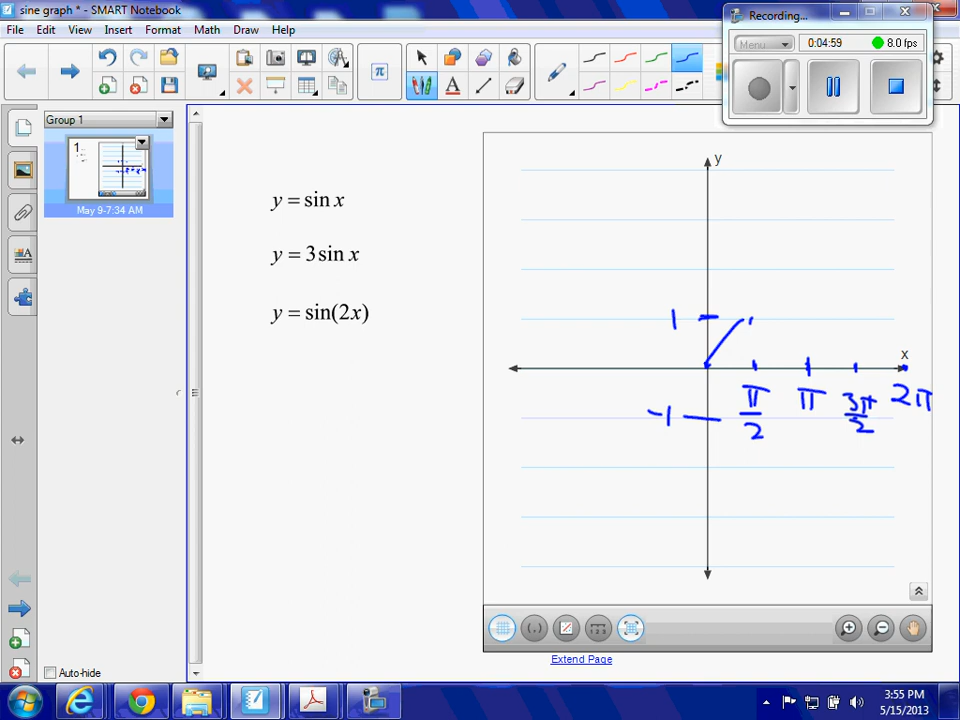 sine graph * - SMART Notebook
File Edit View Insert Format Math Draw Help
Recording...
Menu
0:04:59
8.0 fps
π
A
Group 1
1
May 9-7:34 AM
y = sin x
y = 3 sin x
y = sin(2x)
y
x
1
-1
π/2
π
3π/2
2π
Auto-hide
Extend Page
3:55 PM
5/15/2013